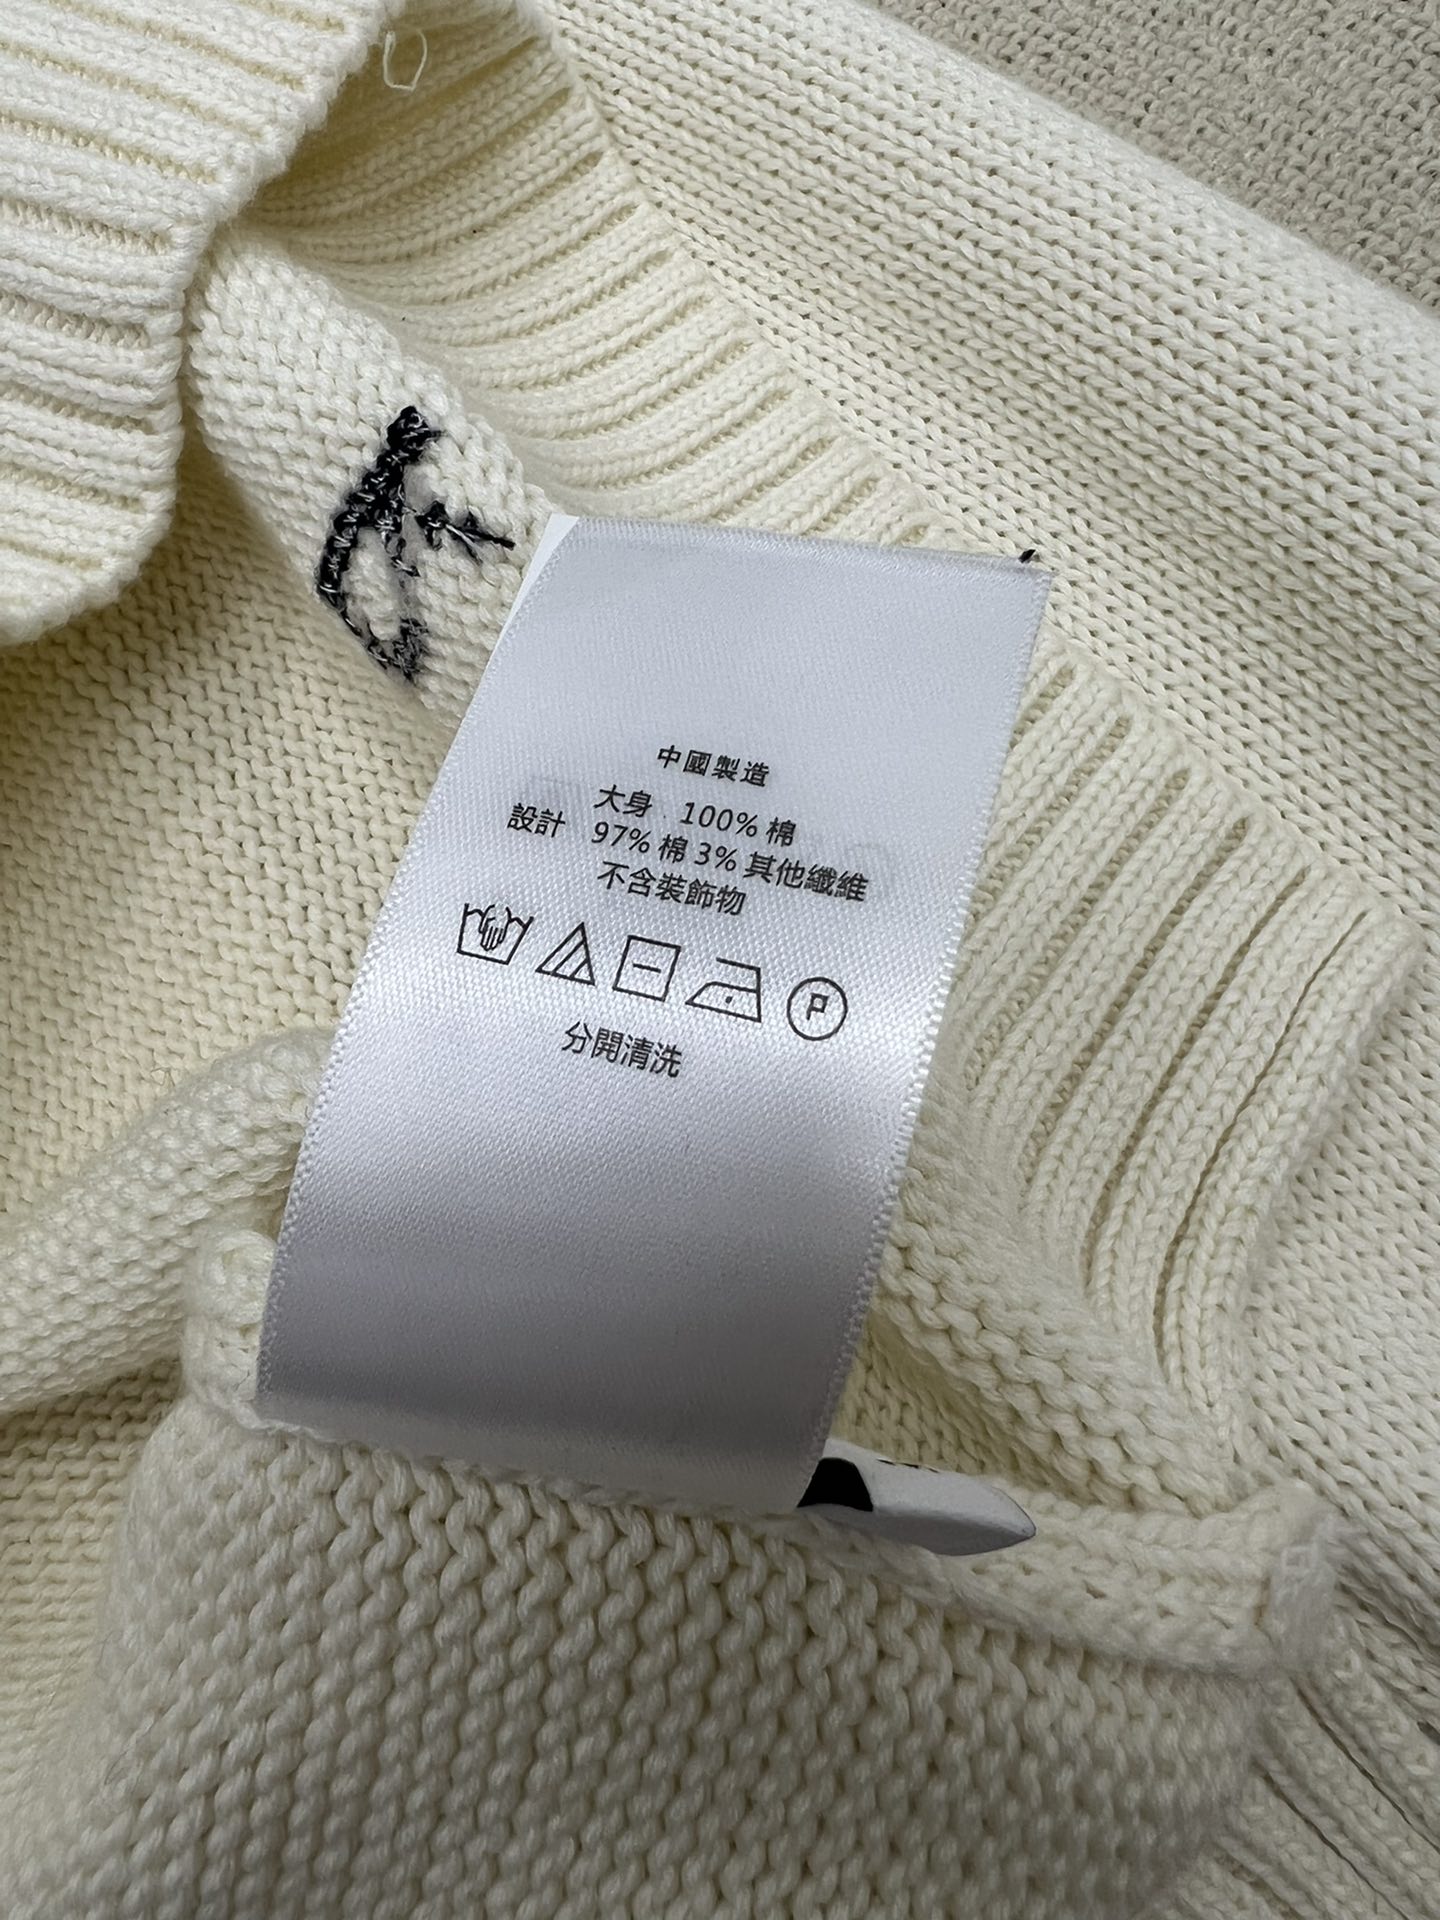 中國製造
大身 100% 棉
設計 97% 棉 3% 其他纖維
不含裝飾物
P
分開清洗